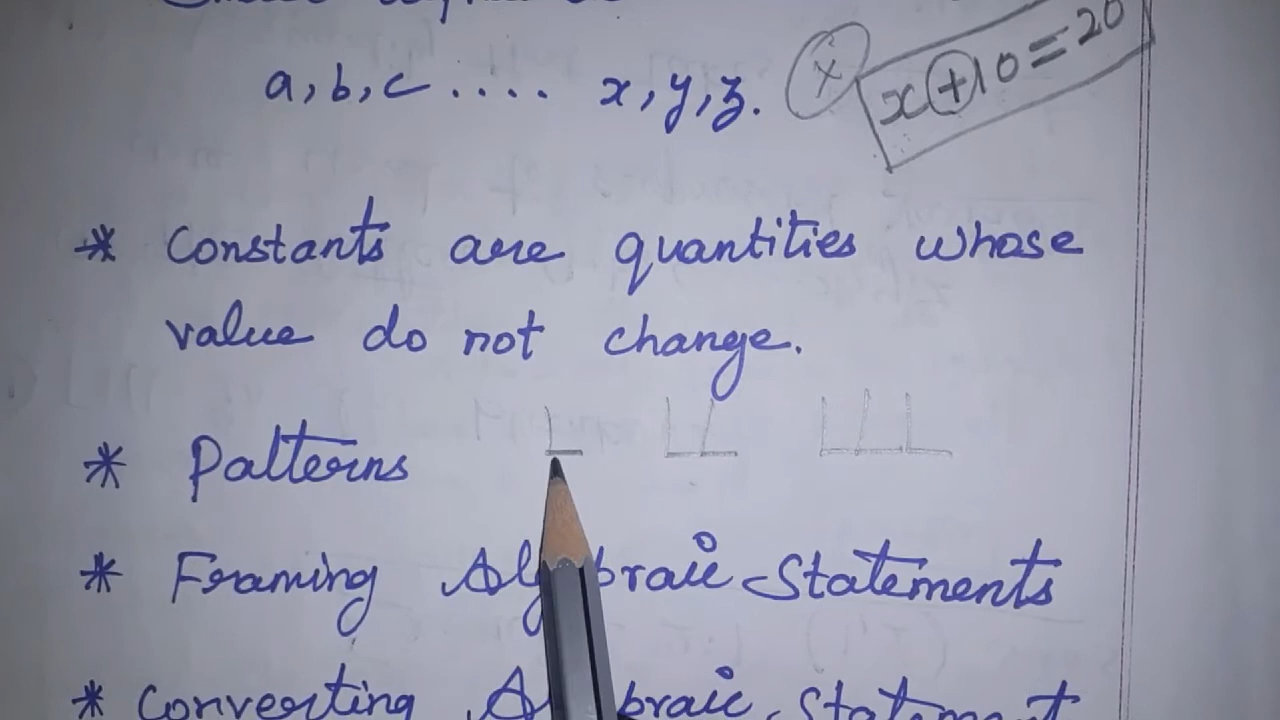 a, b, c .... x, y, z. x x + 10 = 20
* Constants are quantities whose
value do not change.
* Patterns
* Framing Algebraic Statements
* Converting Algebraic Statement